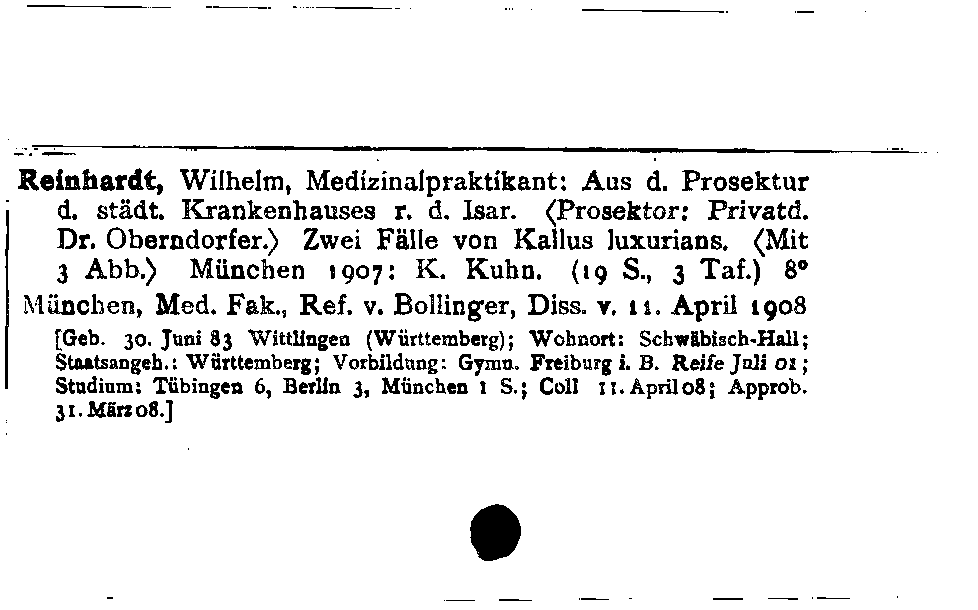 Reinhardt, Wilhelm, Medizinalpraktikant: Aus d. Prosektur
d. städt. Krankenhauses r. d. Isar. ⟨Prosektor: Privatd.
Dr. Oberndorfer.⟩ Zwei Fälle von Kallus luxurians. ⟨Mit
3 Abb.⟩ München 1907: K. Kuhn. (19 S., 3 Taf.) 8°
München, Med. Fak., Ref. v. Bollinger, Diss. v. 11. April 1908
[Geb. 30. Juni 83 Wittlingen (Württemberg); Wohnort: Schwäbisch-Hall;
Staatsangeh.: Württemberg; Vorbildung: Gymn. Freiburg i. B. Reife Juli 01;
Studium: Tübingen 6, Berlin 3, München 1 S.; Coll 11. April 08; Approb.
31. März 08.]